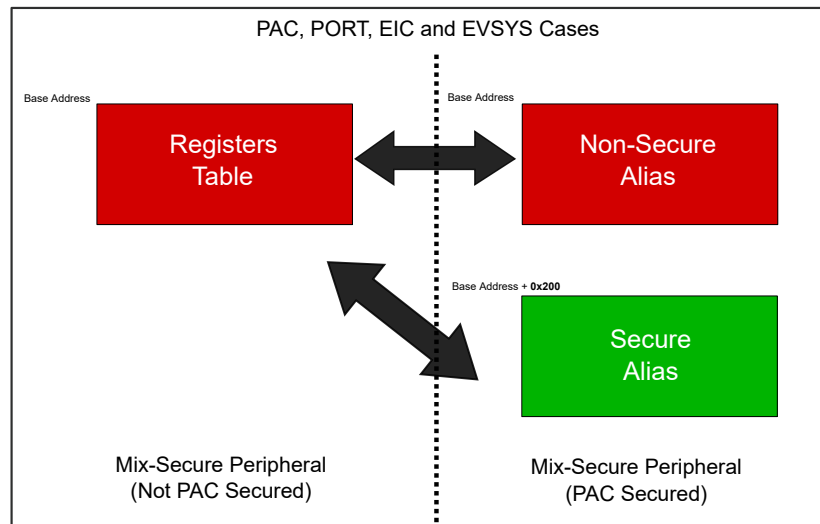 PAC, PORT, EIC and EVSYS Cases
Base Address
Registers
Table
Base Address
Non-Secure
Alias
Base Address + 0x200
Secure
Alias
Mix-Secure Peripheral
(Not PAC Secured)
Mix-Secure Peripheral
(PAC Secured)